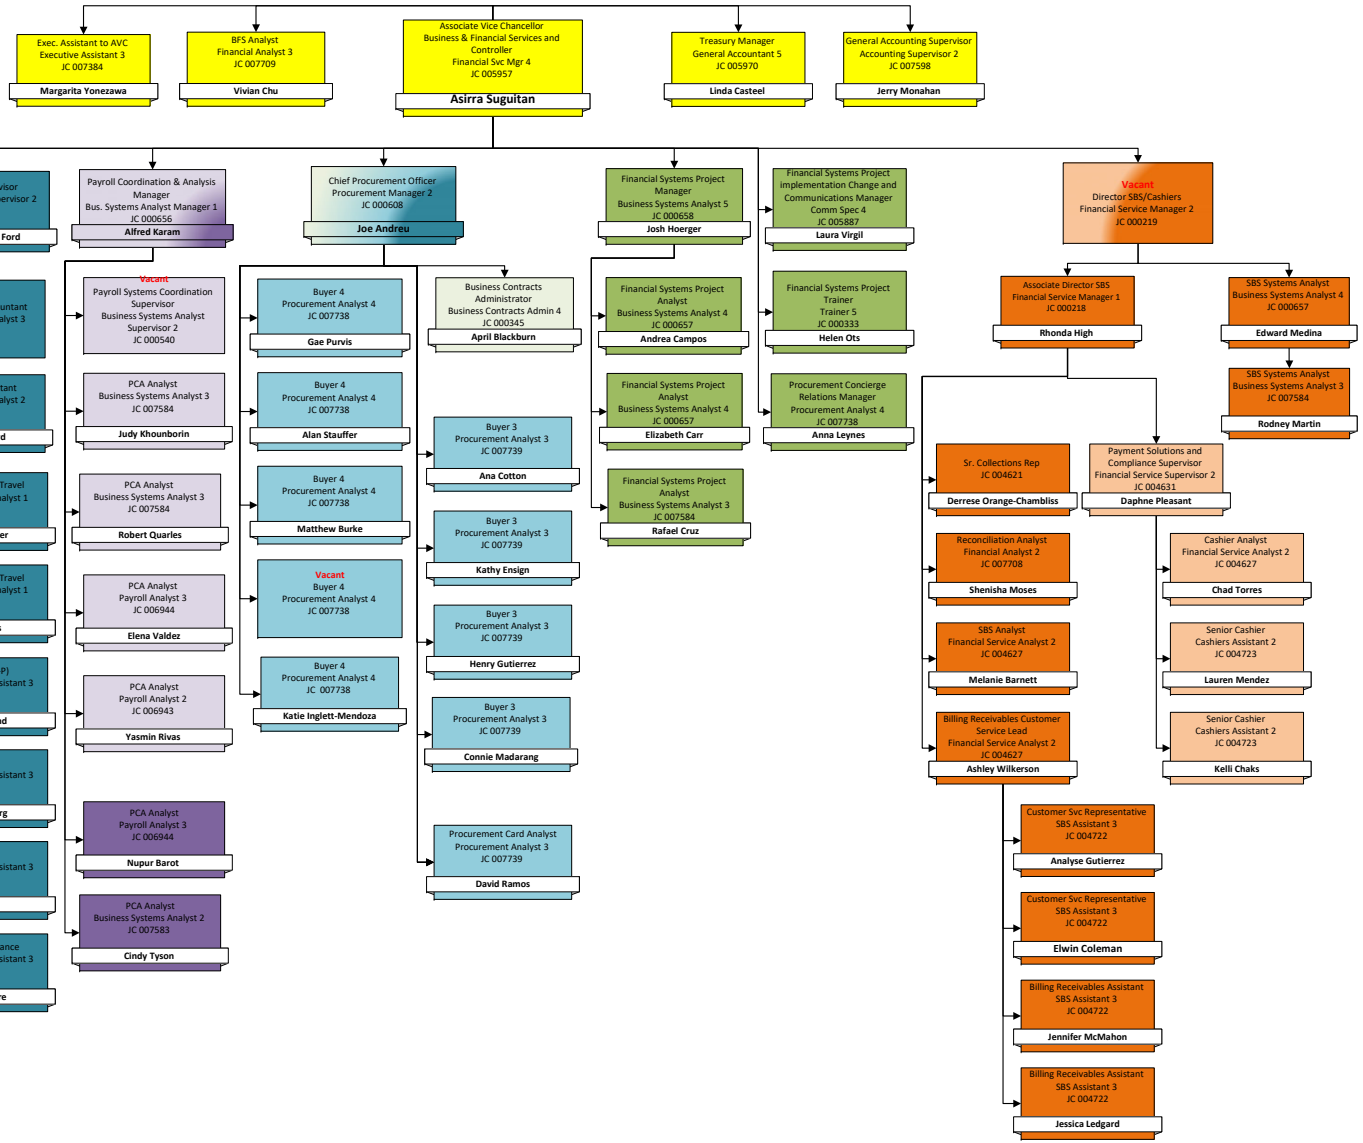 Exec. Assistant to AVC
Executive Assistant 3
JC 007384
Margarita Yonezawa
BFS Analyst
Financial Analyst 3
JC 007709
Vivian Chu
Associate Vice Chancellor
Business & Financial Services and
Controller
Financial Svc Mgr 4
JC 005957
Asirra Suguitan
Treasury Manager
General Accountant 5
JC 005970
Linda Casteel
General Accounting Supervisor
Accounting Supervisor 2
JC 007598
Jerry Monahan
Ford
Payroll Coordination & Analysis
Manager
Bus. Systems Analyst Manager 1
JC 000656
Alfred Karam
Vacant
Payroll Systems Coordination
Supervisor
Business Systems Analyst
Supervisor 2
JC 000540
PCA Analyst
Business Systems Analyst 3
JC 007584
Judy Khounborin
PCA Analyst
Business Systems Analyst 3
JC 007584
Robert Quarles
PCA Analyst
Payroll Analyst 3
JC 006944
Elena Valdez
PCA Analyst
Payroll Analyst 2
JC 006943
Yasmin Rivas
PCA Analyst
Payroll Analyst 3
JC 006944
Nupur Barot
PCA Analyst
Business Systems Analyst 2
JC 007583
Cindy Tyson
Chief Procurement Officer
Procurement Manager 2
JC 000608
Joe Andreu
Buyer 4
Procurement Analyst 4
JC 007738
Gae Purvis
Buyer 4
Procurement Analyst 4
JC 007738
Alan Stauffer
Buyer 4
Procurement Analyst 4
JC 007738
Matthew Burke
Vacant
Buyer 4
Procurement Analyst 4
JC 007738
Buyer 4
Procurement Analyst 4
JC 007738
Katie Inglett-Mendoza
Business Contracts
Administrator
Business Contracts Admin 4
JC 000345
April Blackburn
Buyer 3
Procurement Analyst 3
JC 007739
Ana Cotton
Buyer 3
Procurement Analyst 3
JC 007739
Kathy Ensign
Buyer 3
Procurement Analyst 3
JC 007739
Henry Gutierrez
Buyer 3
Procurement Analyst 3
JC 007739
Connie Madarang
Procurement Card Analyst
Procurement Analyst 3
JC 007739
David Ramos
Financial Systems Project
Manager
Business Systems Analyst 5
JC 000658
Josh Hoerger
Financial Systems Project
Analyst
Business Systems Analyst 4
JC 000657
Andrea Campos
Financial Systems Project
Analyst
Business Systems Analyst 4
JC 000657
Elizabeth Carr
Financial Systems Project
Analyst
Business Systems Analyst 3
JC 007584
Rafael Cruz
Financial Systems Project
implementation Change and
Communications Manager
Comm Spec 4
JC 005887
Laura Virgil
Financial Systems Project
Trainer
Trainer 5
JC 000333
Helen Ots
Procurement Concierge
Relations Manager
Procurement Analyst 4
JC 007738
Anna Leynes
Vacant
Director SBS/Cashiers
Financial Service Manager 2
JC 000219
Associate Director SBS
Financial Service Manager 1
JC 000218
Rhonda High
SBS Systems Analyst
Business Systems Analyst 4
JC 000657
Edward Medina
SBS Systems Analyst
Business Systems Analyst 3
JC 007584
Rodney Martin
Sr. Collections Rep
JC 004621
Derrese Orange-Chambliss
Reconciliation Analyst
Financial Analyst 2
JC 007708
Shenisha Moses
SBS Analyst
Financial Service Analyst 2
JC 004627
Melanie Barnett
Billing Receivables Customer
Service Lead
Financial Service Analyst 2
JC 004627
Ashley Wilkerson
Payment Solutions and
Compliance Supervisor
Financial Service Supervisor 2
JC 004631
Daphne Pleasant
Cashier Analyst
Financial Service Analyst 2
JC 004627
Chad Torres
Senior Cashier
Cashiers Assistant 2
JC 004723
Lauren Mendez
Senior Cashier
Cashiers Assistant 2
JC 004723
Kelli Chaks
Customer Svc Representative
SBS Assistant 3
JC 004722
Analyse Gutierrez
Customer Svc Representative
SBS Assistant 3
JC 004722
Elwin Coleman
Billing Receivables Assistant
SBS Assistant 3
JC 004722
Jennifer McMahon
Billing Receivables Assistant
SBS Assistant 3
JC 004722
Jessica Ledgard